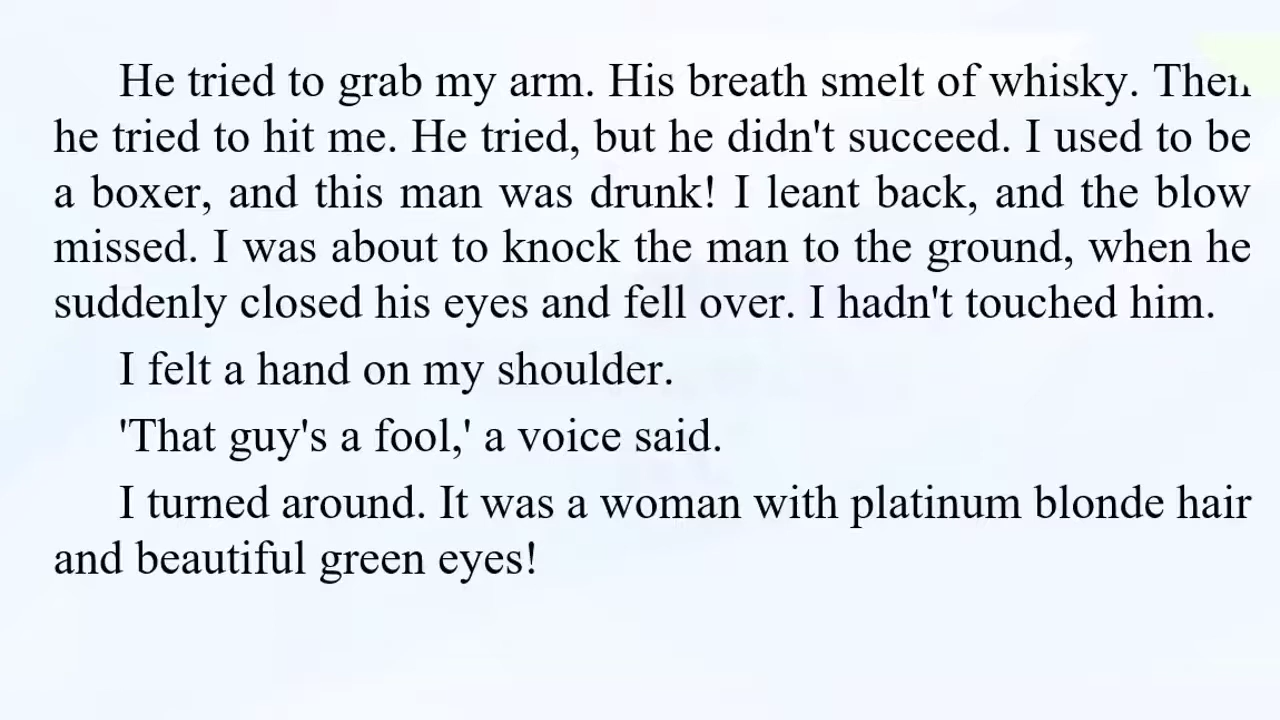 He tried to grab my arm. His breath smelt of whisky. Then
he tried to hit me. He tried, but he didn't succeed. I used to be
a boxer, and this man was drunk! I leant back, and the blow
missed. I was about to knock the man to the ground, when he
suddenly closed his eyes and fell over. I hadn't touched him.
I felt a hand on my shoulder.
'That guy's a fool,' a voice said.
I turned around. It was a woman with platinum blonde hair
and beautiful green eyes!